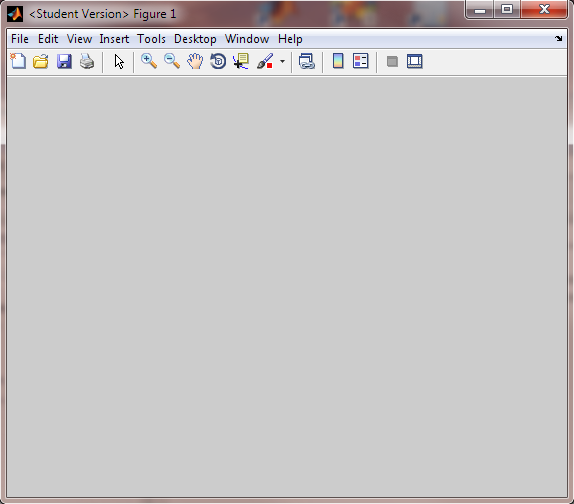 <Student Version> Figure 1
File Edit View Insert Tools Desktop Window Help